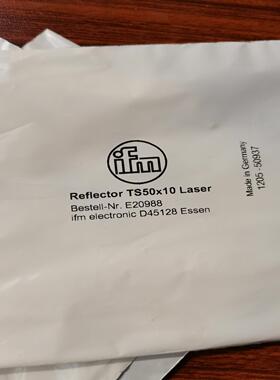 ifm
Reflector TS50x10 Laser
Bestell-Nr. E20988
ifm electronic D45128 Essen
Made in Germany
1205-50937